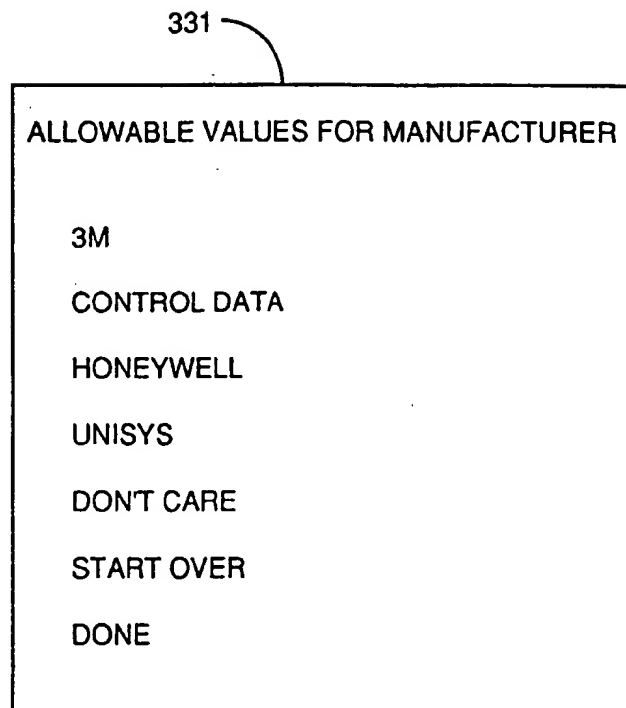 331
ALLOWABLE VALUES FOR MANUFACTURER
3M
CONTROL DATA
HONEYWELL
UNISYS
DON'T CARE
START OVER
DONE